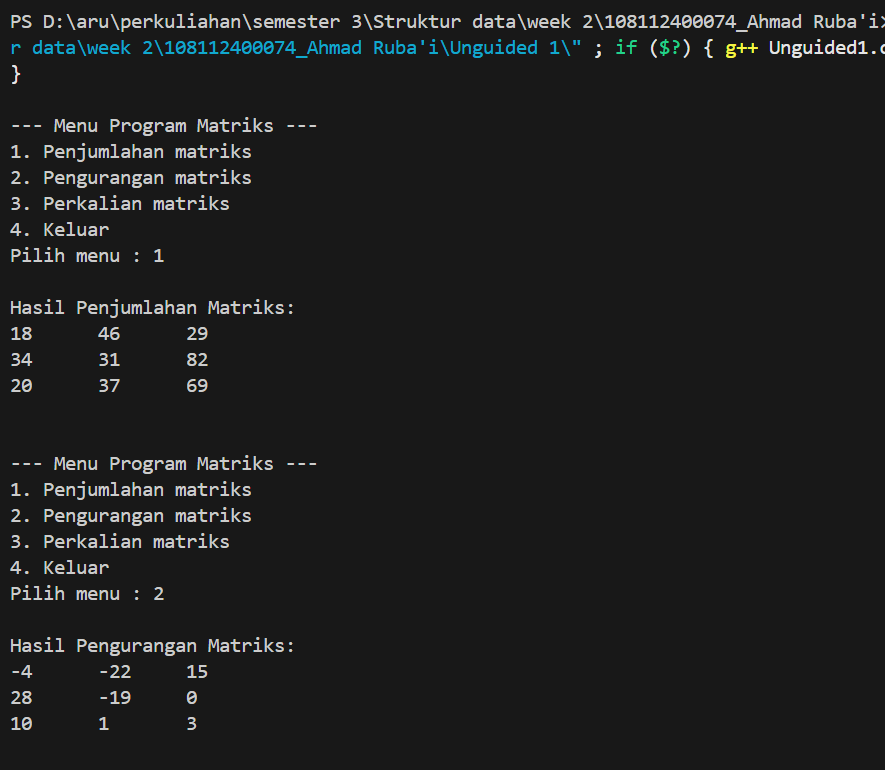 PS D:\aru\perkuliahan\semester 3\Struktur data\week 2\108112400074_Ahmad Ruba'i>
r data\week 2\108112400074_Ahmad Ruba'i\Unguided 1\" ; if ($?) { g++ Unguided1.c
}
--- Menu Program Matriks ---
1. Penjumlahan matriks
2. Pengurangan matriks
3. Perkalian matriks
4. Keluar
Pilih menu : 1
Hasil Penjumlahan Matriks:
18 46 29
34 31 82
20 37 69
--- Menu Program Matriks ---
1. Penjumlahan matriks
2. Pengurangan matriks
3. Perkalian matriks
4. Keluar
Pilih menu : 2
Hasil Pengurangan Matriks:
-4 -22 15
28 -19 0
10 1 3